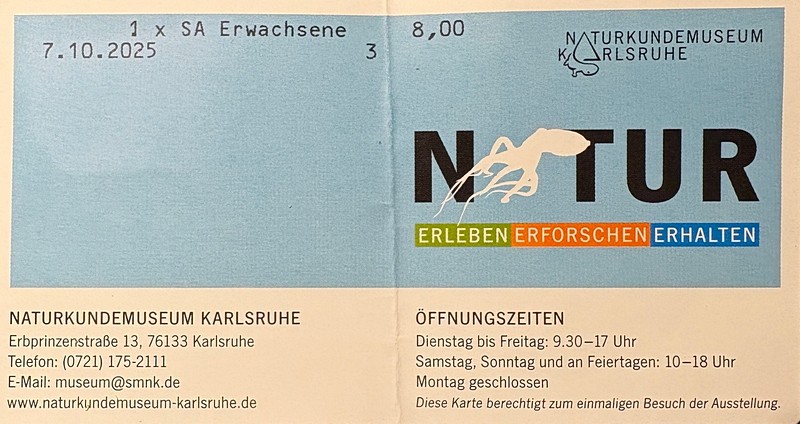 1 x SA Erwachsene 8,00
7.10.2025 3
NATURKUNDEMUSEUM
KARLSRUHE
NATUR
ERLEBEN ERFORSCHEN ERHALTEN
NATURKUNDEMUSEUM KARLSRUHE
Erbprinzenstraße 13, 76133 Karlsruhe
Telefon: (0721) 175-2111
E-Mail: museum@smnk.de
www.naturkundemuseum-karlsruhe.de
ÖFFNUNGSZEITEN
Dienstag bis Freitag: 9.30–17 Uhr
Samstag, Sonntag und an Feiertagen: 10–18 Uhr
Montag geschlossen
Diese Karte berechtigt zum einmaligen Besuch der Ausstellung.